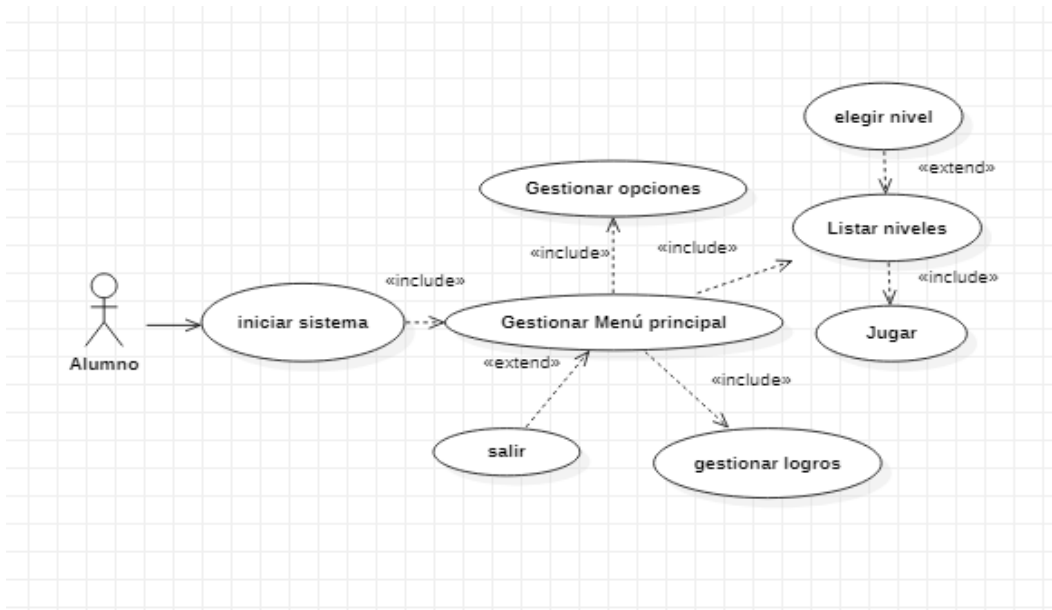 elegir nivel
«extend»
Gestionar opciones
Listar niveles
«include»
«include»
«include»
«include»
Alumno
iniciar sistema
Gestionar Menú principal
Jugar
«extend»
«include»
salir
gestionar logros